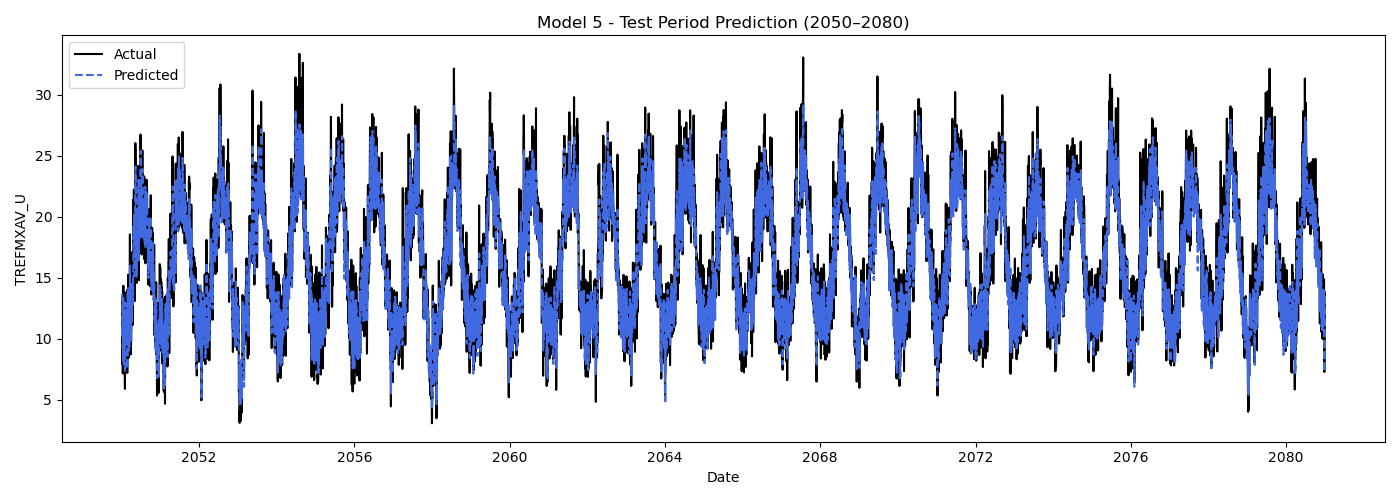 Model 5 - Test Period Prediction (2050–2080)
Actual
Predicted
TREFMXAV_U
30
25
20
15
10
5
2052 2056 2060 2064 2068 2072 2076 2080
Date